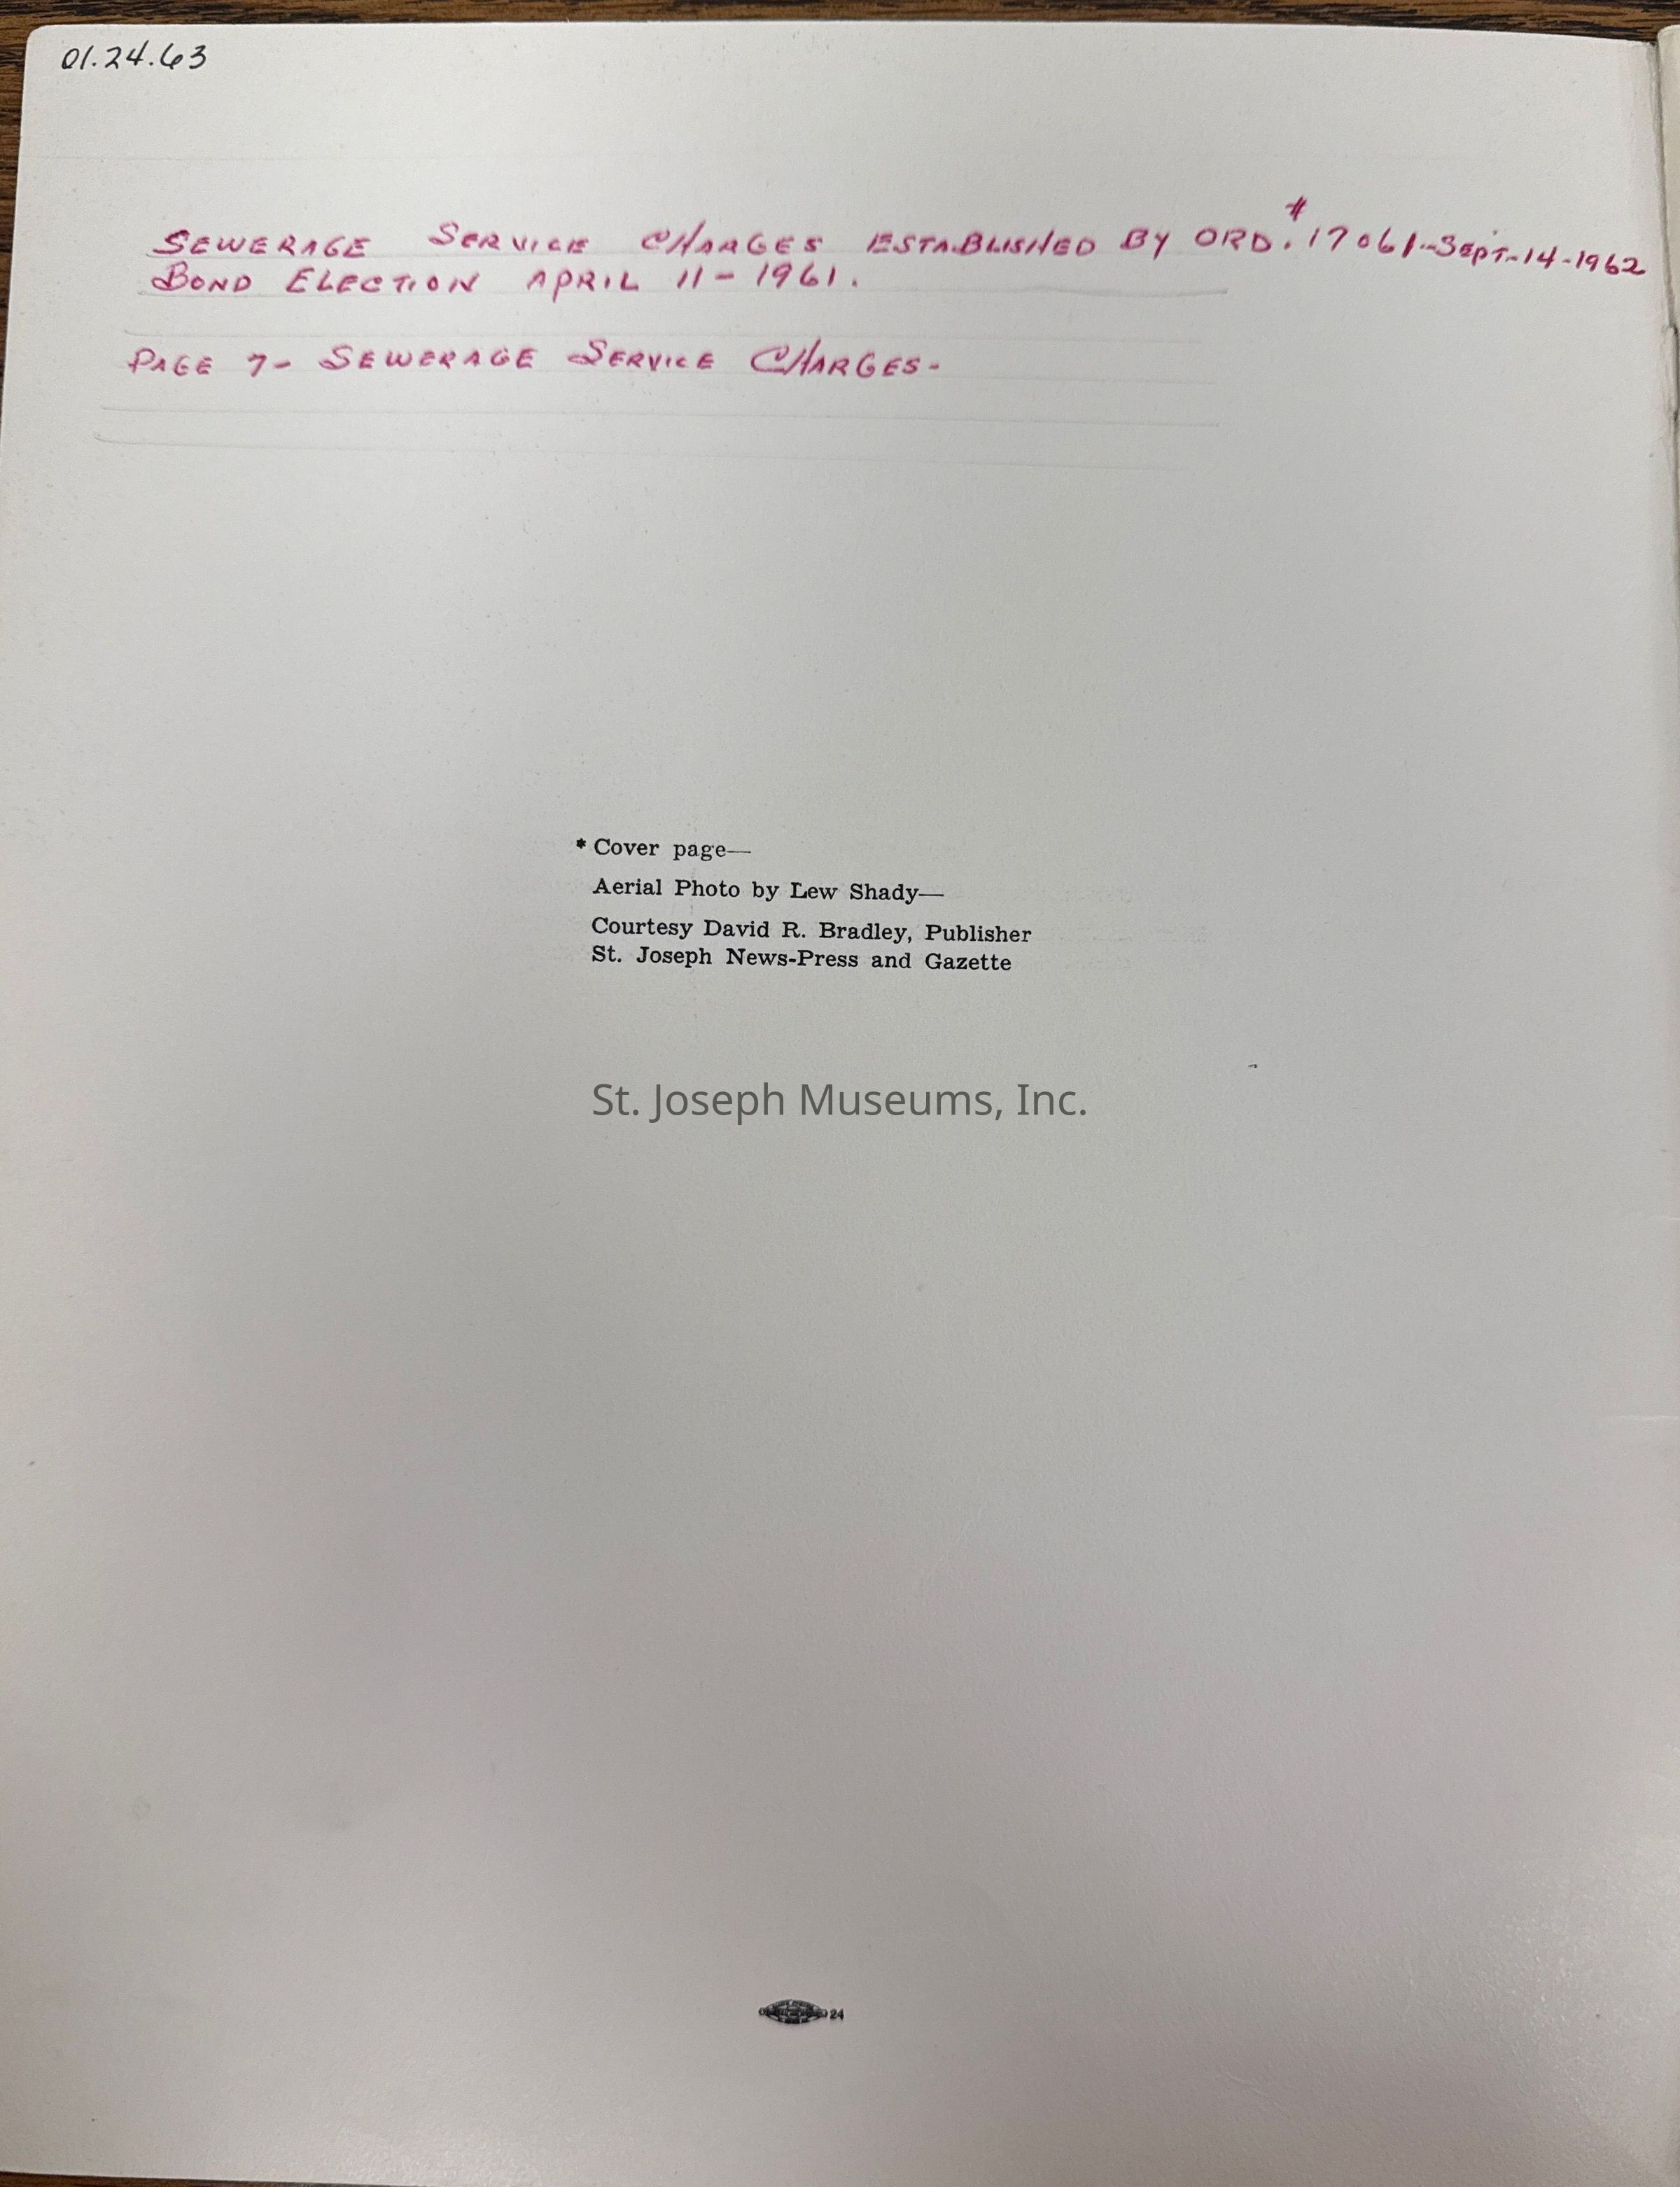 01.24.63
SEWERAGE SERVICE CHARGES ESTABLISHED BY ORD. # 17061-SEPT-14-1962
BOND ELECTION APRIL 11-1961.
PAGE 7- SEWERAGE SERVICE CHARGES-
* Cover page—
Aerial Photo by Lew Shady—
Courtesy David R. Bradley, Publisher
St. Joseph News-Press and Gazette
St. Joseph Museums, Inc.
24